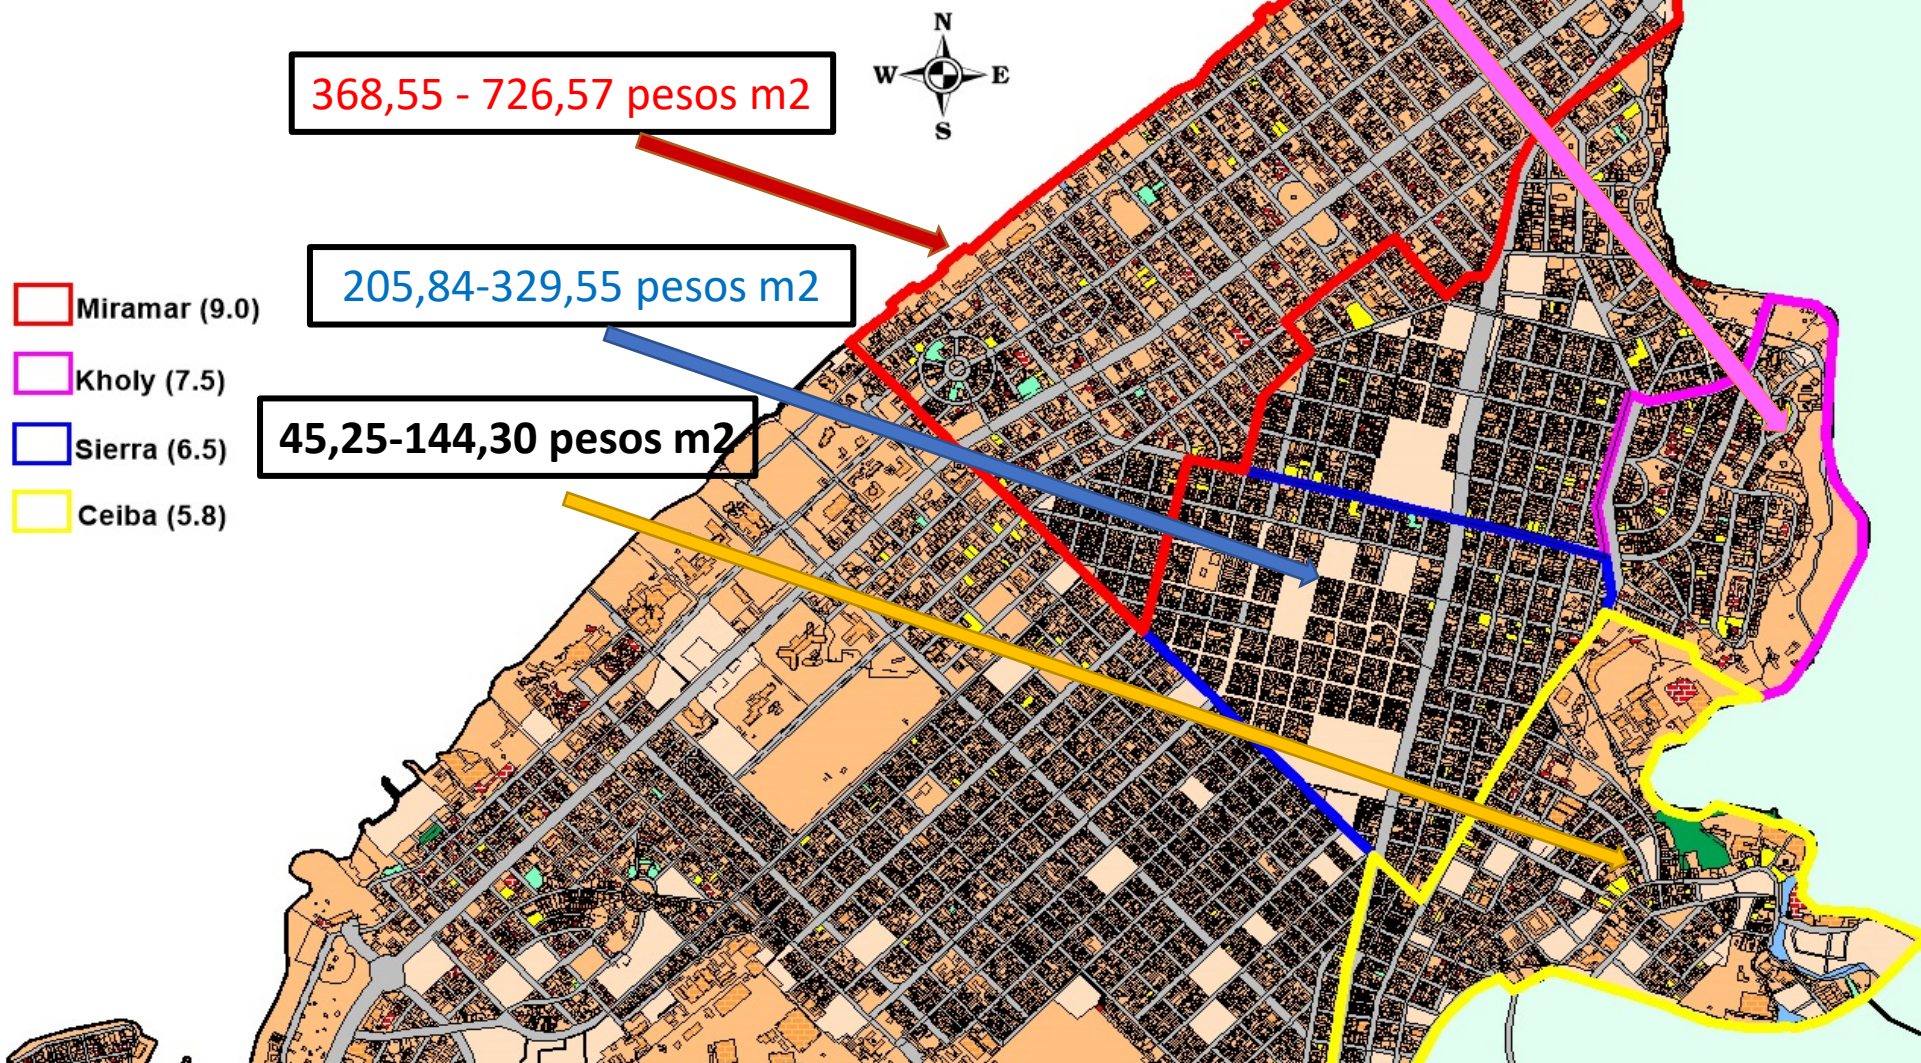 N
W E
S
368,55 - 726,57 pesos m2
205,84-329,55 pesos m2
45,25-144,30 pesos m2
Miramar (9.0)
Kholy (7.5)
Sierra (6.5)
Ceiba (5.8)